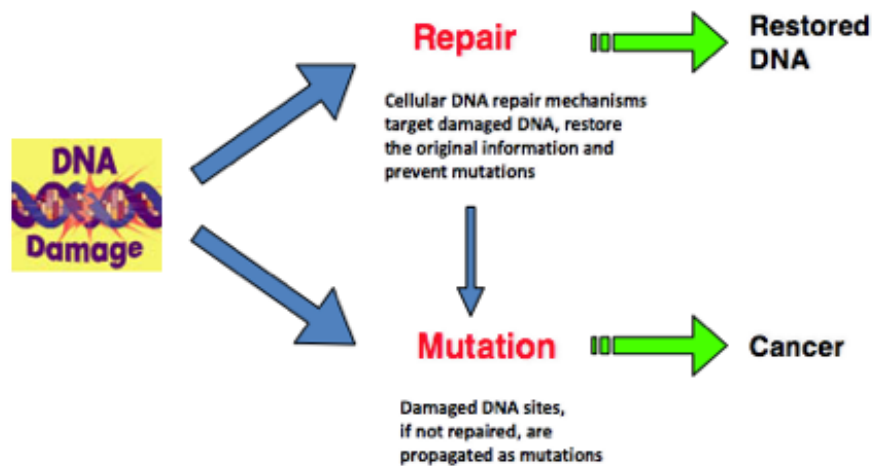 Repair
Restored
DNA
Cellular DNA repair mechanisms
target damaged DNA, restore
the original information and
prevent mutations
DNA
Damage
Mutation
Cancer
Damaged DNA sites,
if not repaired, are
propagated as mutations